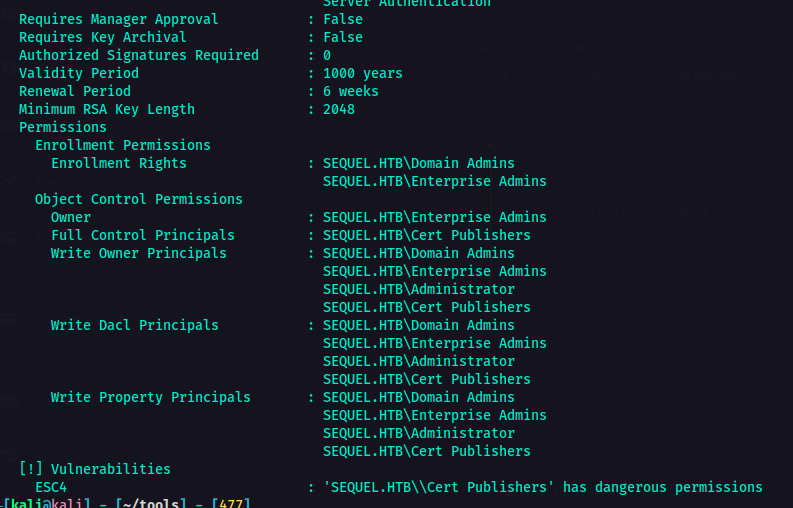 Server Authentication
Requires Manager Approval : False
Requires Key Archival : False
Authorized Signatures Required : 0
Validity Period : 1000 years
Renewal Period : 6 weeks
Minimum RSA Key Length : 2048
Permissions
Enrollment Permissions
Enrollment Rights : SEQUEL.HTB\Domain Admins
SEQUEL.HTB\Enterprise Admins
Object Control Permissions
Owner : SEQUEL.HTB\Enterprise Admins
Full Control Principals : SEQUEL.HTB\Cert Publishers
Write Owner Principals : SEQUEL.HTB\Domain Admins
SEQUEL.HTB\Enterprise Admins
SEQUEL.HTB\Administrator
SEQUEL.HTB\Cert Publishers
Write Dacl Principals : SEQUEL.HTB\Domain Admins
SEQUEL.HTB\Enterprise Admins
SEQUEL.HTB\Administrator
SEQUEL.HTB\Cert Publishers
Write Property Principals : SEQUEL.HTB\Domain Admins
SEQUEL.HTB\Enterprise Admins
SEQUEL.HTB\Administrator
SEQUEL.HTB\Cert Publishers
[!] Vulnerabilities
ESC4 : 'SEQUEL.HTB\\Cert Publishers' has dangerous permissions
[kali@kali] - [~/tools] - [477]